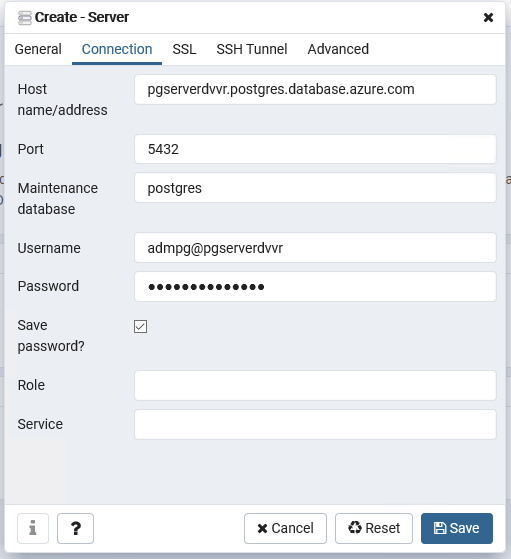 Create - Server
General Connection SSL SSH Tunnel Advanced
Host name/address pgserverdvvr.postgres.database.azure.com
Port 5432
Maintenance database postgres
Username admpg@pgserverdvvr
Password ••••••••••••••
Save password?
Role
Service
i ? Cancel Reset Save